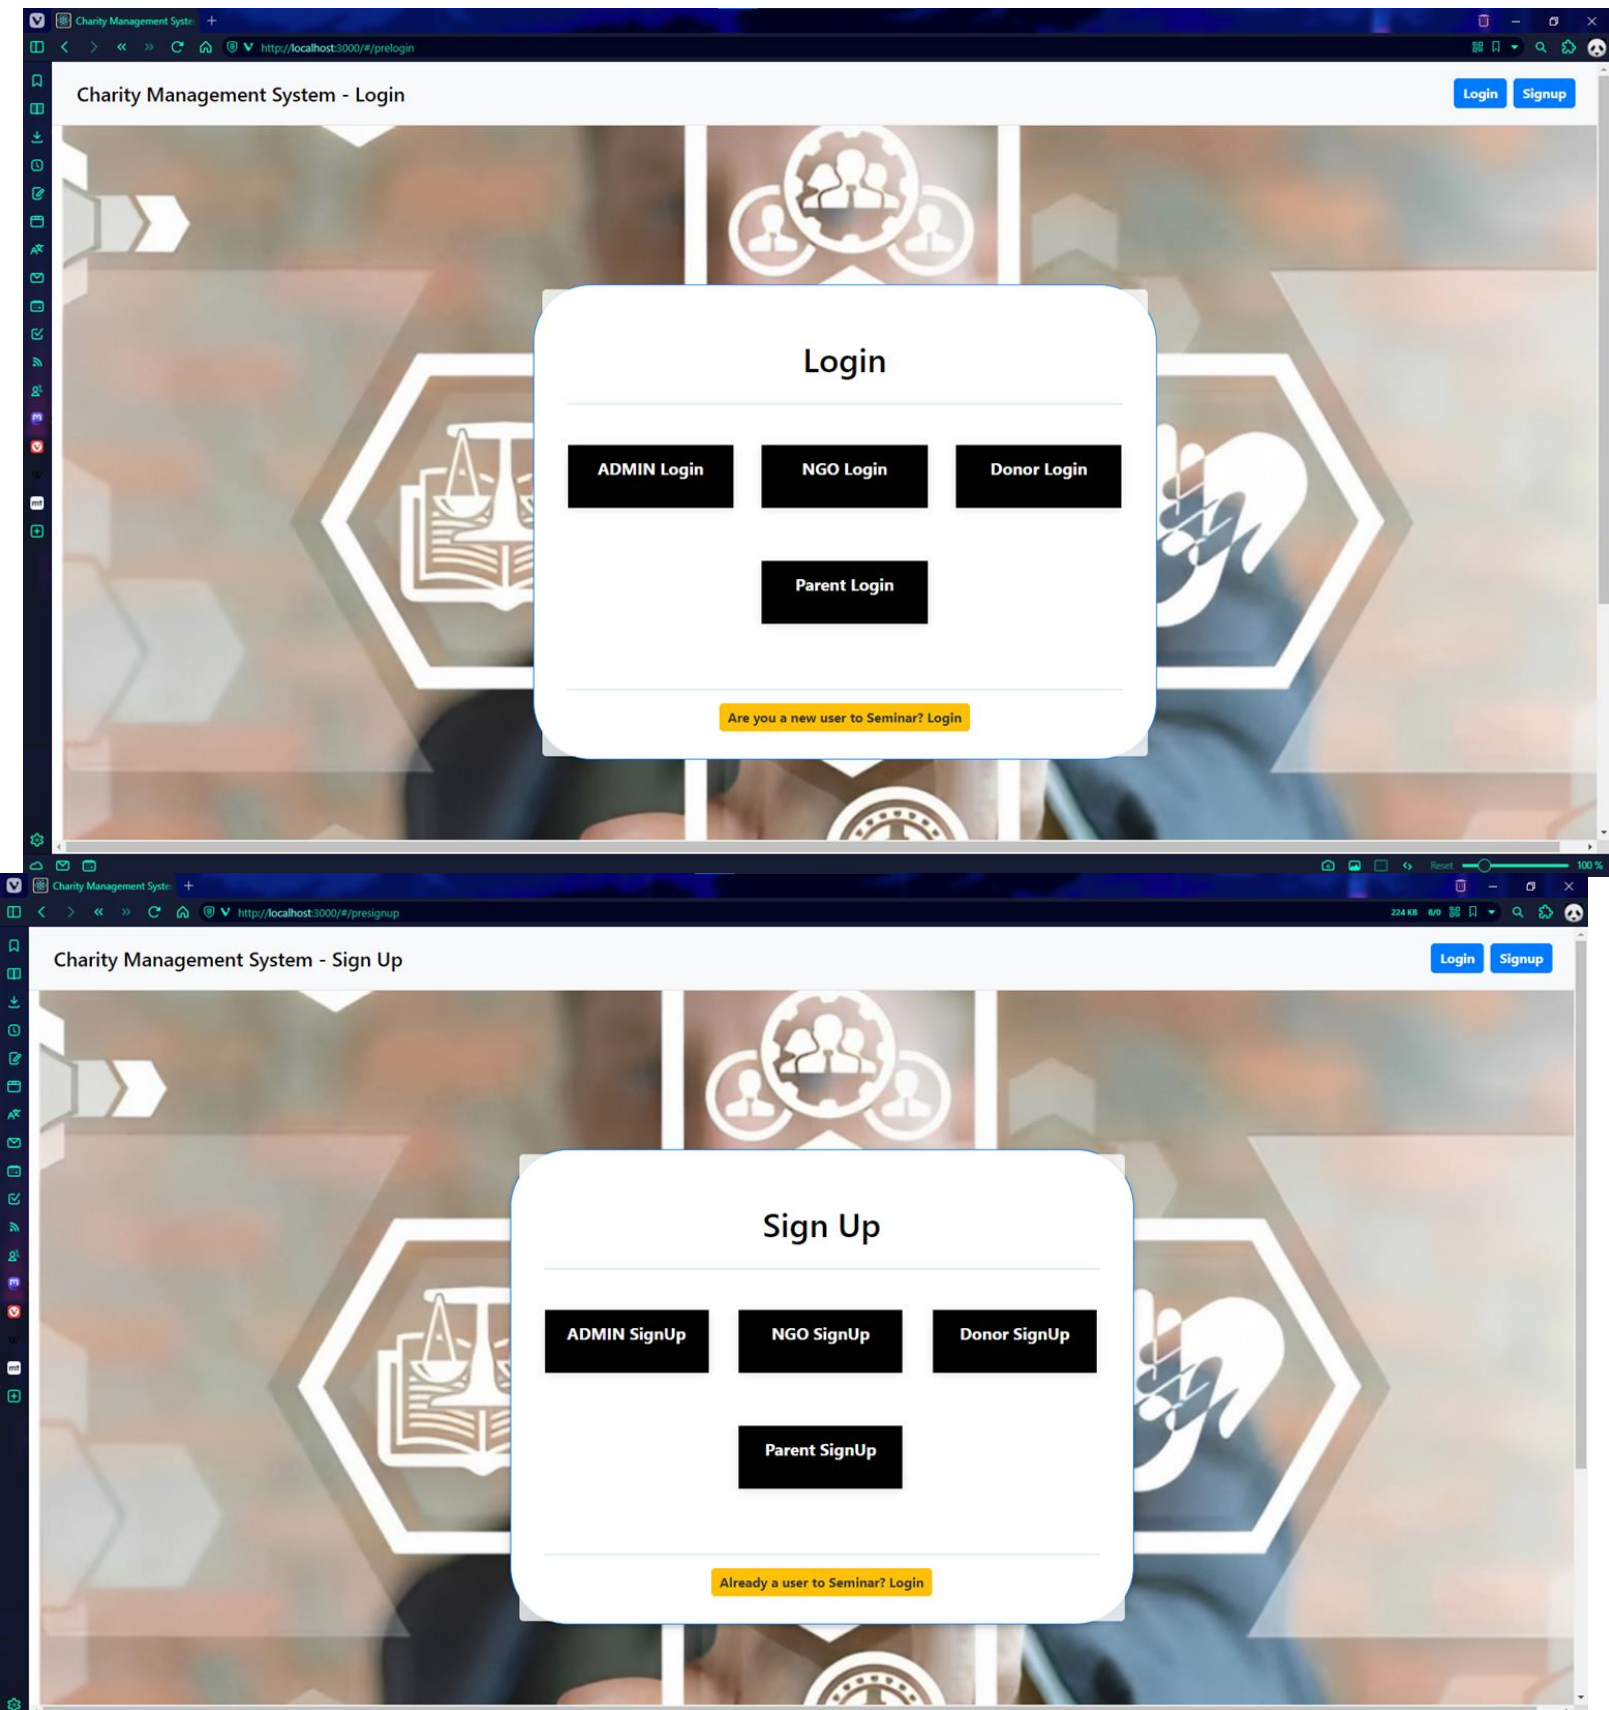 Charity Management Syste
http://localhost:3000/#/prelogin
Charity Management System - Login
Login
Signup
Login
ADMIN Login
NGO Login
Donor Login
Parent Login
Are you a new user to Seminar? Login
Reset
100 %
Charity Management Syste
http://localhost:3000/#/presignup
224 KB
8/0
Charity Management System - Sign Up
Login
Signup
Sign Up
ADMIN SignUp
NGO SignUp
Donor SignUp
Parent SignUp
Already a user to Seminar? Login